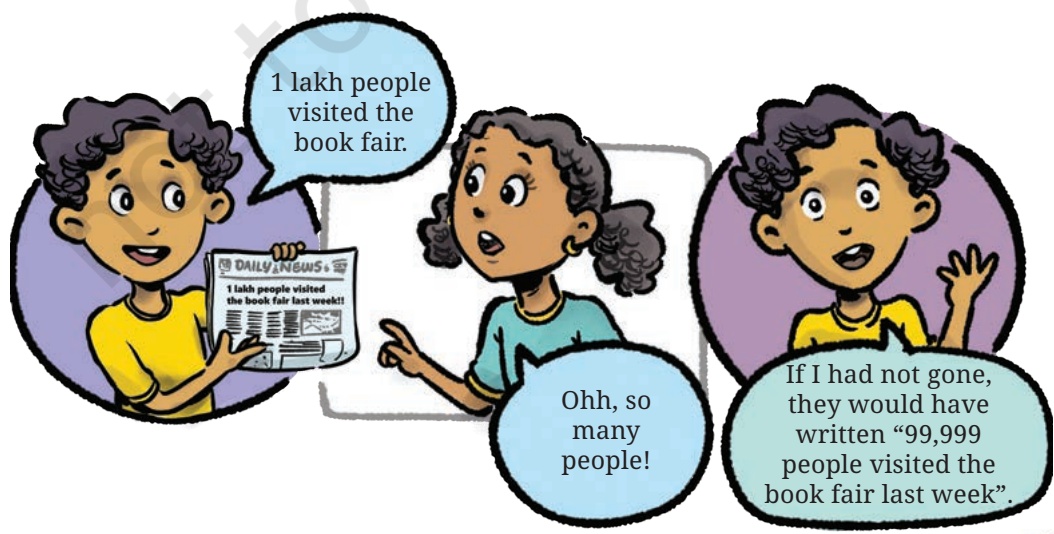 1 lakh people
visited the
book fair.
DAILY NEWS
1 lakh people visited
the book fair last week!!
Ohh, so
many
people!
If I had not gone,
they would have
written “99,999
people visited the
book fair last week”.